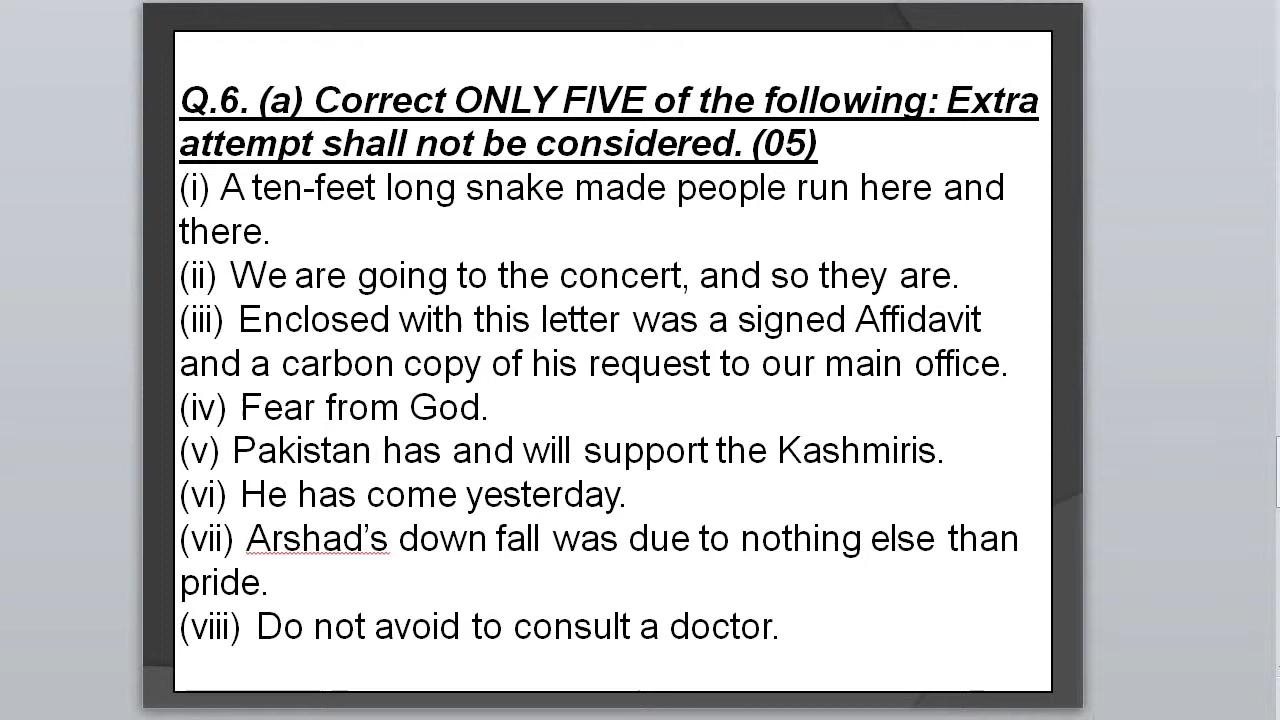 Q.6. (a) Correct ONLY FIVE of the following: Extra
attempt shall not be considered. (05)
(i) A ten-feet long snake made people run here and
there.
(ii) We are going to the concert, and so they are.
(iii) Enclosed with this letter was a signed Affidavit
and a carbon copy of his request to our main office.
(iv) Fear from God.
(v) Pakistan has and will support the Kashmiris.
(vi) He has come yesterday.
(vii) Arshad’s down fall was due to nothing else than
pride.
(viii) Do not avoid to consult a doctor.